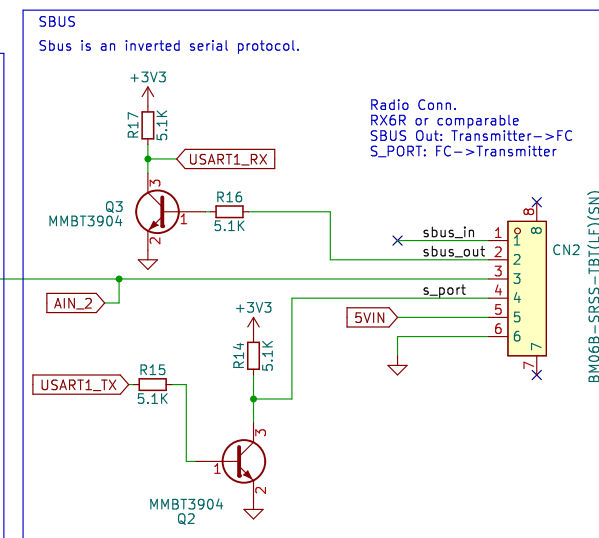 SBUS
Sbus is an inverted serial protocol.
+3V3
R17
5.1K
USART1_RX
3
Q3
MMBT3904
1
2
R16
5.1K
Radio Conn.
RX6R or comparable
SBUS Out: Transmitter->FC
S_PORT: FC->Transmitter
8
8
sbus_in
1
1
sbus_out
2
2
3
3
s_port
4
4
5VIN
5
5
6
6
7
7
CN2
BM06B-SRSS-TBT(LF)(SN)
AIN_2
+3V3
R14
5.1K
USART1_TX
R15
5.1K
3
1
2
MMBT3904
Q2